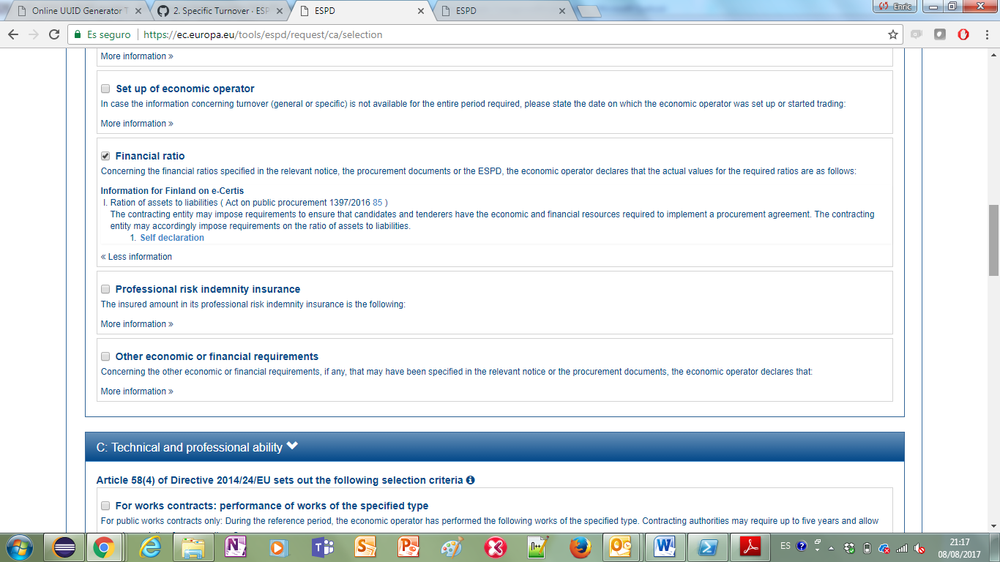 Online UUID Generator T
2. Specific Turnover · ESP
ESPD
ESPD
Enric
Es seguro
https://ec.europa.eu/tools/espd/request/ca/selection
More information »
Set up of economic operator
In case the information concerning turnover (general or specific) is not available for the entire period required, please state the date on which the economic operator was set up or started trading:
More information »
Financial ratio
Concerning the financial ratios specified in the relevant notice, the procurement documents or the ESPD, the economic operator declares that the actual values for the required ratios are as follows:
Information for Finland on e-Certis
I. Ration of assets to liabilities ( Act on public procurement 1397/2016 85 )
The contracting entity may impose requirements to ensure that candidates and tenderers have the economic and financial resources required to implement a procurement agreement. The contracting
entity may accordingly impose requirements on the ratio of assets to liabilities.
1. Self declaration
« Less information
Professional risk indemnity insurance
The insured amount in its professional risk indemnity insurance is the following:
More information »
Other economic or financial requirements
Concerning the other economic or financial requirements, if any, that may have been specified in the relevant notice or the procurement documents, the economic operator declares that:
More information »
C: Technical and professional ability
Article 58(4) of Directive 2014/24/EU sets out the following selection criteria
For works contracts: performance of works of the specified type
For public works contracts only: During the reference period, the economic operator has performed the following works of the specified type. Contracting authorities may require up to five years and allow
ES
21:17
08/08/2017